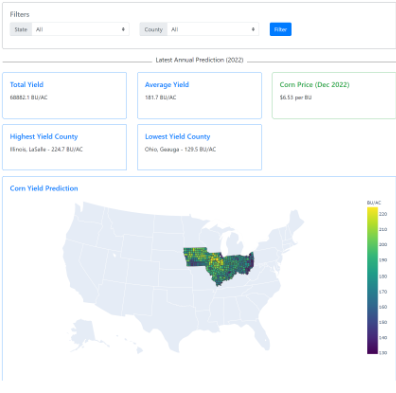 Filters
State All County All Filter
Latest Annual Prediction (2022)
Total Yield
68882.1 BU/AC
Average Yield
181.7 BU/AC
Corn Price (Dec 2022)
$6.53 per BU
Highest Yield County
Illinois, LaSalle - 224.7 BU/AC
Lowest Yield County
Ohio, Geauga - 129.5 BU/AC
Corn Yield Prediction
BU/AC
220
210
200
190
180
170
160
150
140
130